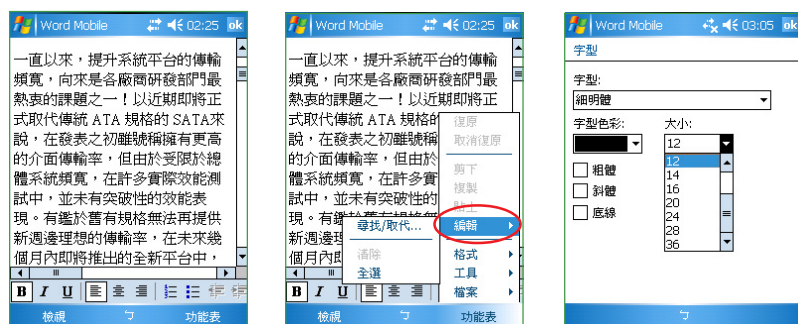 Word Mobile 02:25 ok
一直以來，提升系統平台的傳輸
頻寬，向來是各廠商研發部門最
熱衷的課題之一！以近期即將正
式取代傳統 ATA 規格的 SATA來
說，在發表之初雖號稱擁有更高
的介面傳輸率，但由於受限於總
體系統頻寬，在許多實際效能測
試中，並未有突破性的效能表
現。有鑑於舊有規格無法再提供
新週邊理想的傳輸率，在未來幾
個月內即將推出的全新平台中，
B I U
檢視 功能表
Word Mobile 02:25 ok
一直以來，提升系統平台的傳輸
頻寬，向來是各廠商研發部門最
熱衷的課題之一！以近期即將正
式取代傳統 ATA 規格的
說，在發表之初雖號稱
的介面傳輸率，但由於
體系統頻寬，在許多實
試中，並未有突破性的
現。有鑑於舊有規格無
新週邊
個月內即
復原
取消復原
剪下
複製
貼上
編輯
格式
工具
檔案
尋找/取代...
清除
全選
B I U
檢視 功能表
Word Mobile 03:05 ok
字型
字型:
細明體
字型色彩: 大小:
12
粗體
斜體
底線
12
14
16
20
24
28
36